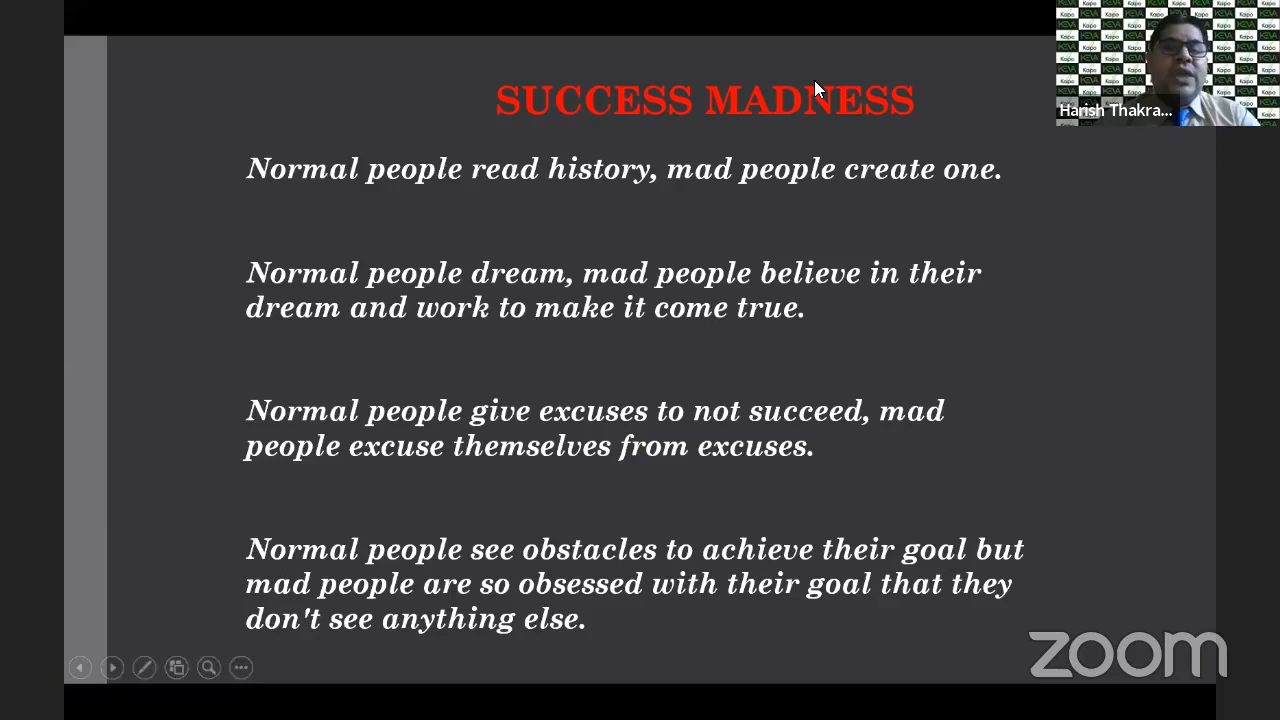 SUCCESS MADNESS
Normal people read history, mad people create one.
Normal people dream, mad people believe in their
dream and work to make it come true.
Normal people give excuses to not succeed, mad
people excuse themselves from excuses.
Normal people see obstacles to achieve their goal but
mad people are so obsessed with their goal that they
don't see anything else.
Harish Thakra...
zoom